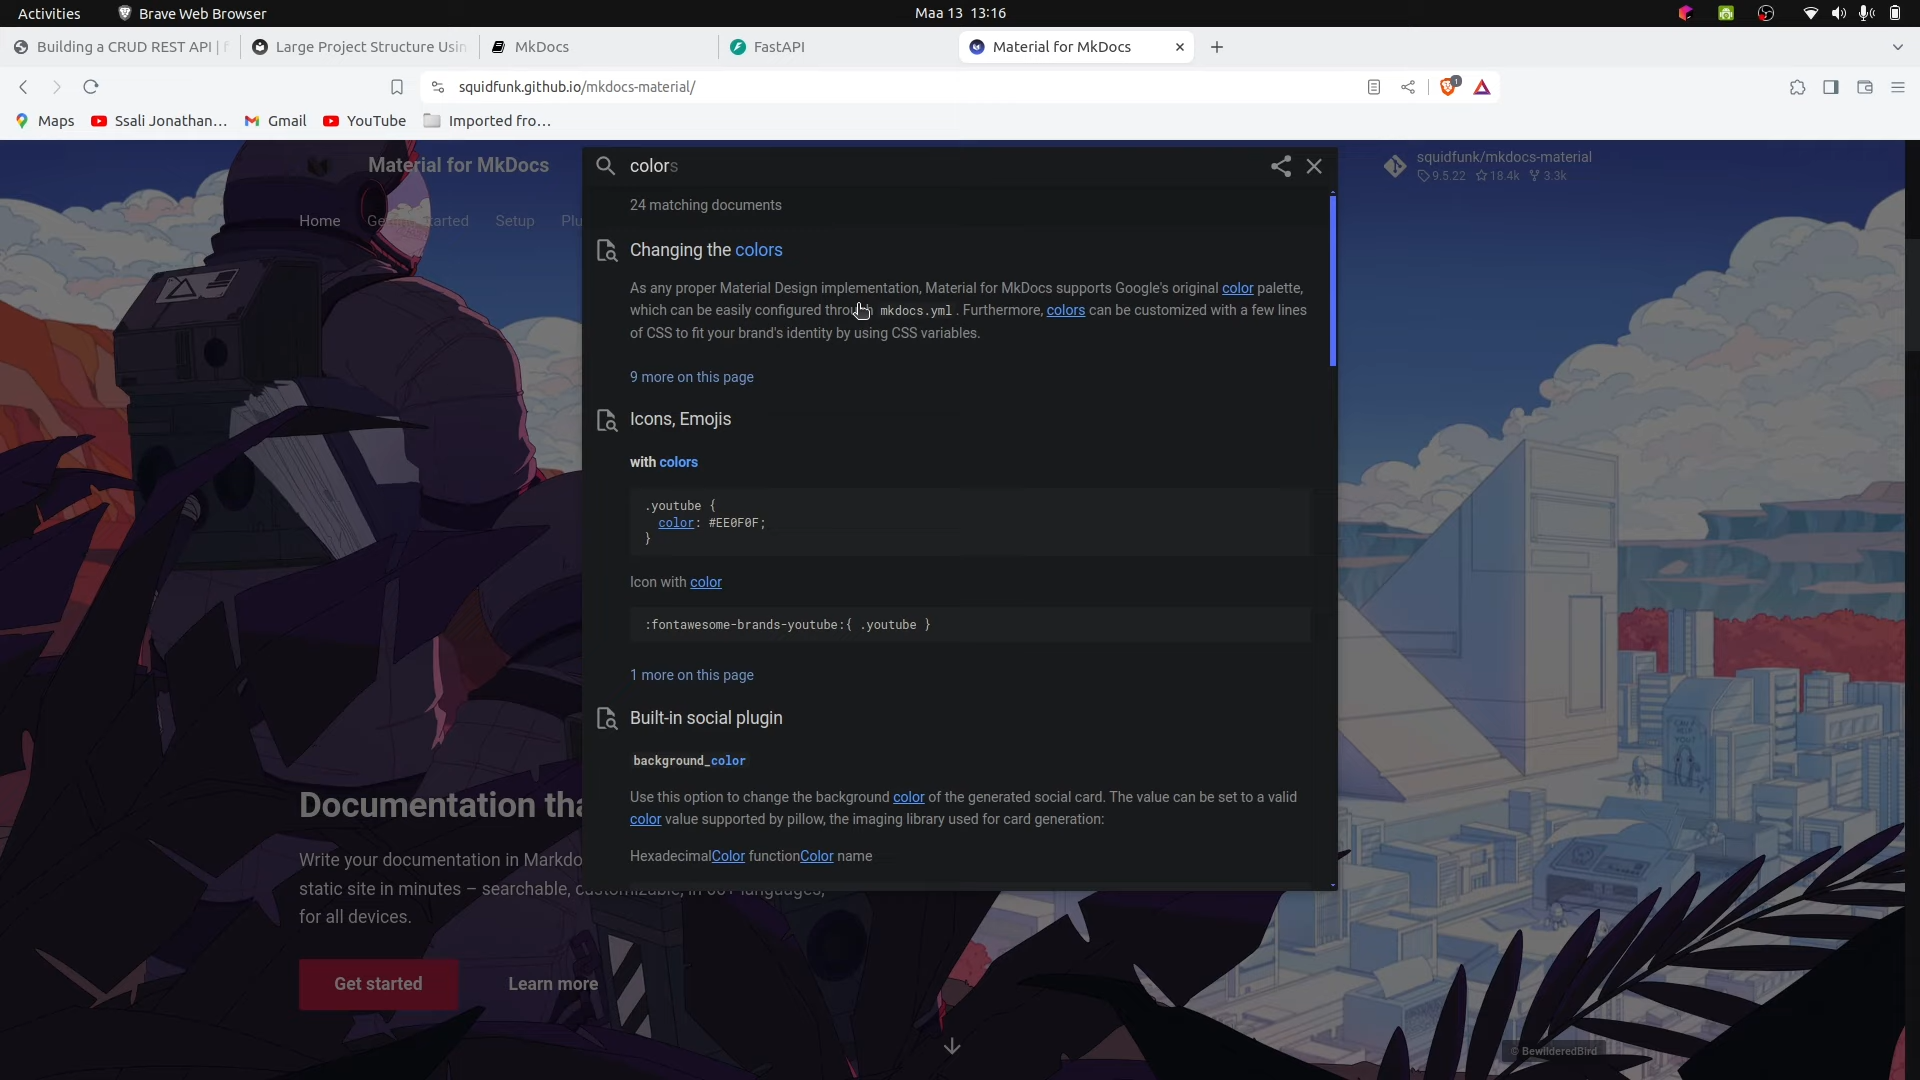 Activities
Brave Web Browser
Maa 13 13:16
Building a CRUD REST API | f
Large Project Structure Usin
MkDocs
FastAPI
Material for MkDocs
squidfunk.github.io/mkdocs-material/
1
Maps
Ssali Jonathan...
Gmail
YouTube
Imported fro...
Material for MkDocs
colors
squidfunk/mkdocs-material
9.5.22 18.4k 3.3k
24 matching documents
Home
Setup
Plu
Changing the colors
As any proper Material Design implementation, Material for MkDocs supports Google's original color palette,
which can be easily configured through mkdocs.yml. Furthermore, colors can be customized with a few lines
of CSS to fit your brand's identity by using CSS variables.
9 more on this page
Icons, Emojis
with colors
.youtube {
color: #EE0F0F;
}
Icon with color
:fontawesome-brands-youtube:{ .youtube }
1 more on this page
Built-in social plugin
background_color
Use this option to change the background color of the generated social card. The value can be set to a valid
color value supported by pillow, the imaging library used for card generation:
HexadecimalColor functionColor name
Documentation tha
Write your documentation in Markdo
static site in minutes – searchable, customizable, in 60+ languages,
for all devices.
Get started
Learn more
© BewilderedBird